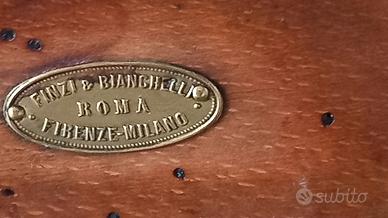 FINZI & BIANCHELLI
ROMA
FIRENZE-MILANO
subito